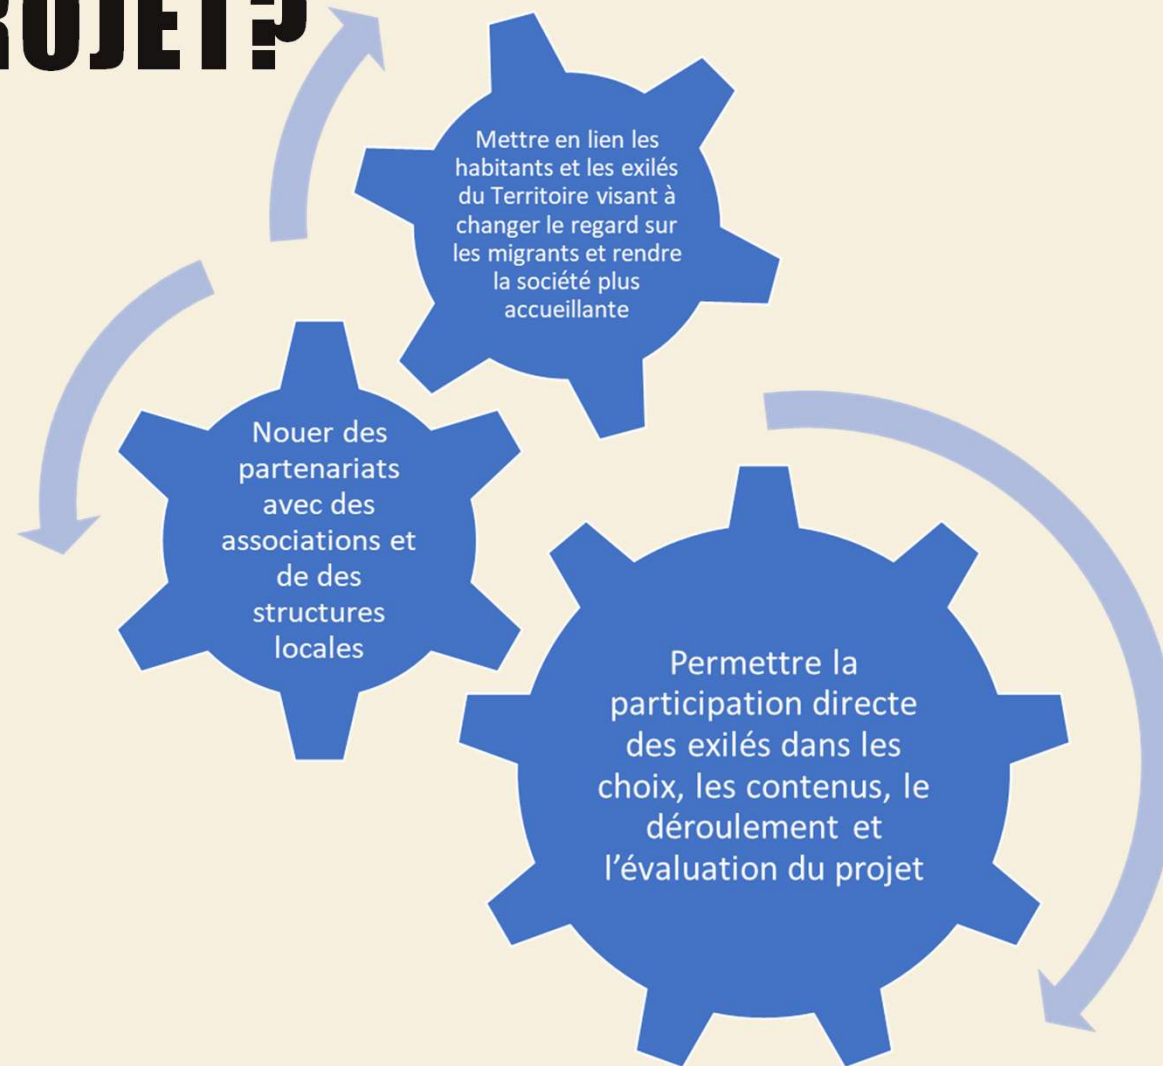 ROJET?
Mettre en lien les
habitants et les exilés
du Territoire visant à
changer le regard sur
les migrants et rendre
la société plus
accueillante
Nouer des
partenariats
avec des
associations et
de des
structures
locales
Permettre la
participation directe
des exilés dans les
choix, les contenus, le
déroulement et
l’évaluation du projet